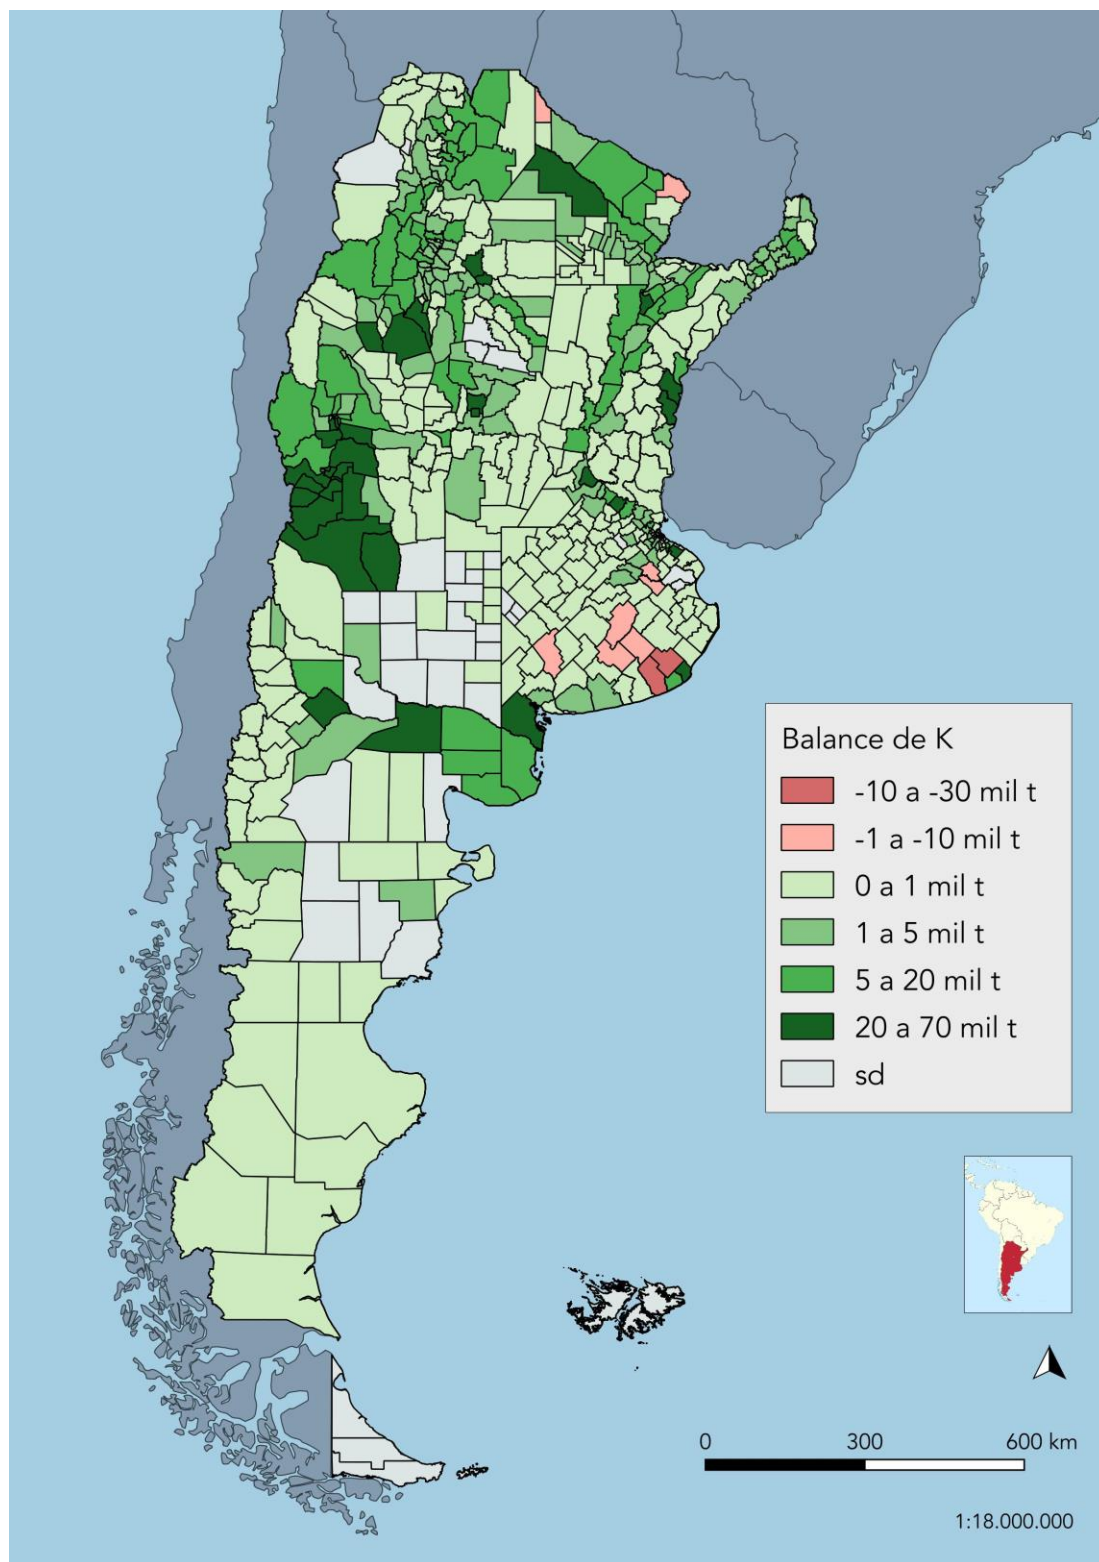 Balance de K
-10 a -30 mil t
-1 a -10 mil t
0 a 1 mil t
1 a 5 mil t
5 a 20 mil t
20 a 70 mil t
sd
0 300 600 km
1:18.000.000